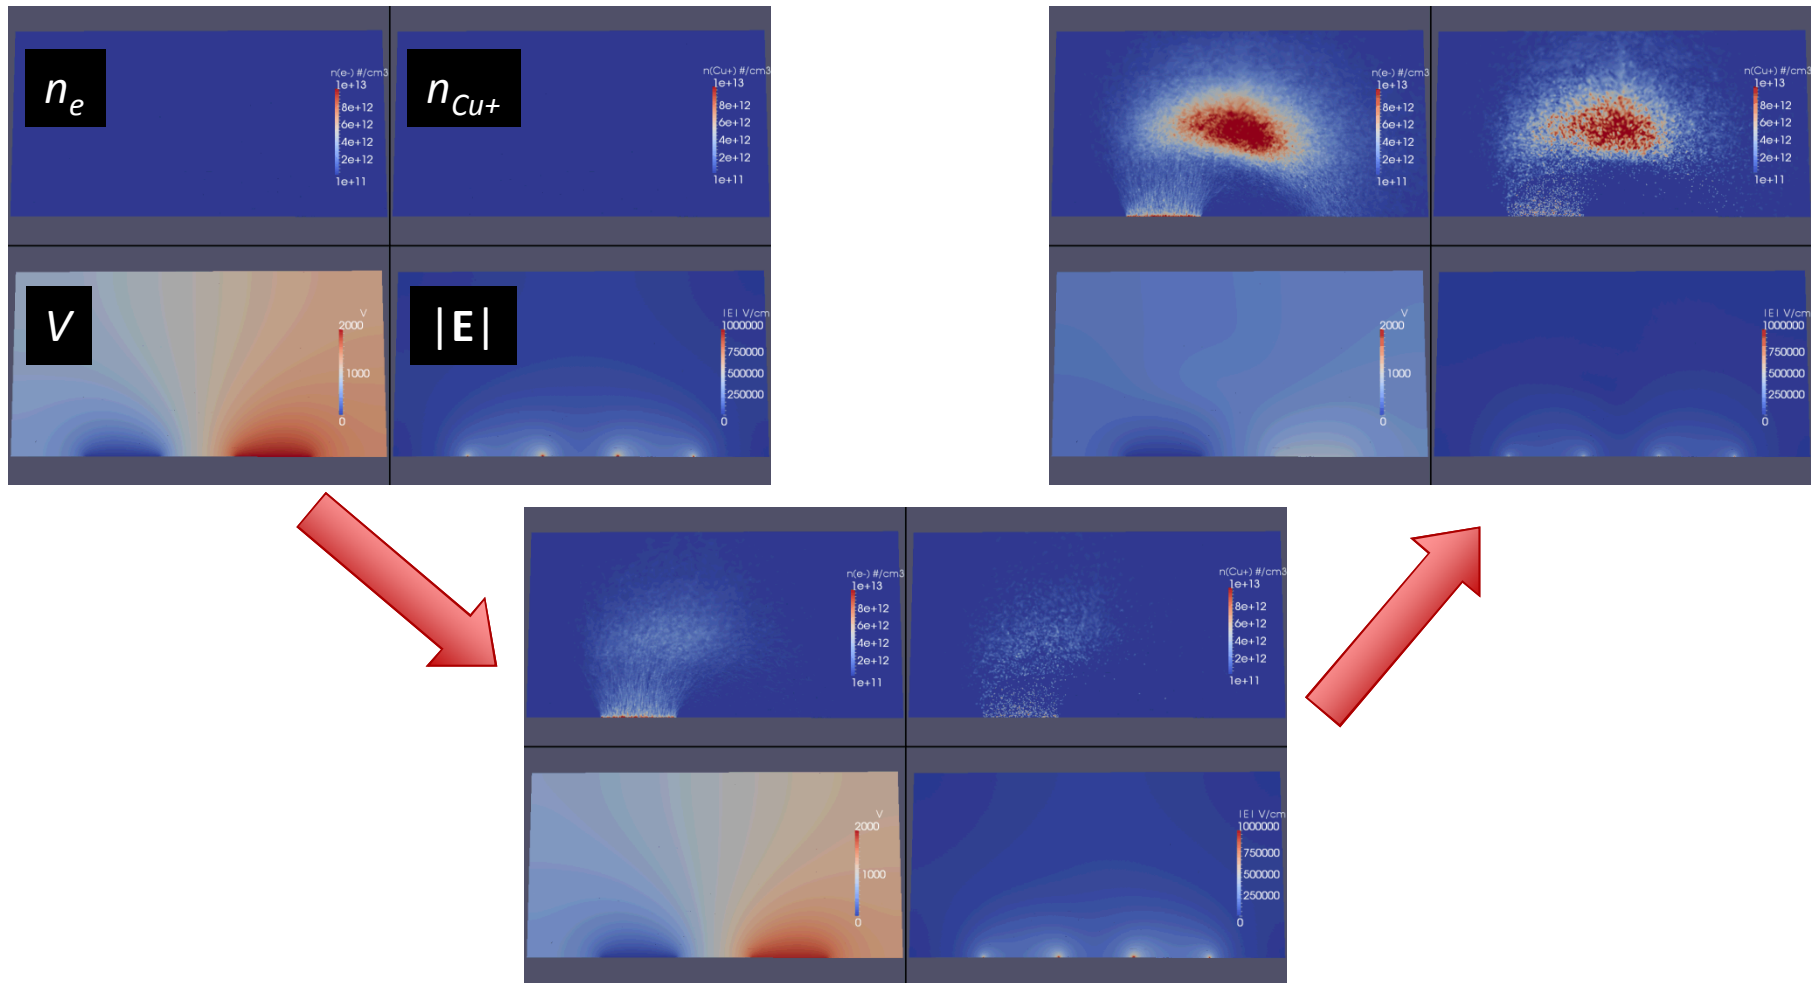 n_e
n(e-) #/cm3
1e+13
8e+12
6e+12
4e+12
2e+12
1e+11
n_Cu+
n(Cu+) #/cm3
1e+13
8e+12
6e+12
4e+12
2e+12
1e+11
V
V
2000
1000
0
|E|
|E| V/cm
1000000
750000
500000
250000
0
n(e-) #/cm3
1e+13
8e+12
6e+12
4e+12
2e+12
1e+11
n(Cu+) #/cm3
1e+13
8e+12
6e+12
4e+12
2e+12
1e+11
V
2000
1000
0
|E| V/cm
1000000
750000
500000
250000
0
n(e-) #/cm3
1e+13
8e+12
6e+12
4e+12
2e+12
1e+11
n(Cu+) #/cm3
1e+13
8e+12
6e+12
4e+12
2e+12
1e+11
V
2000
1000
0
|E| V/cm
1000000
750000
500000
250000
0